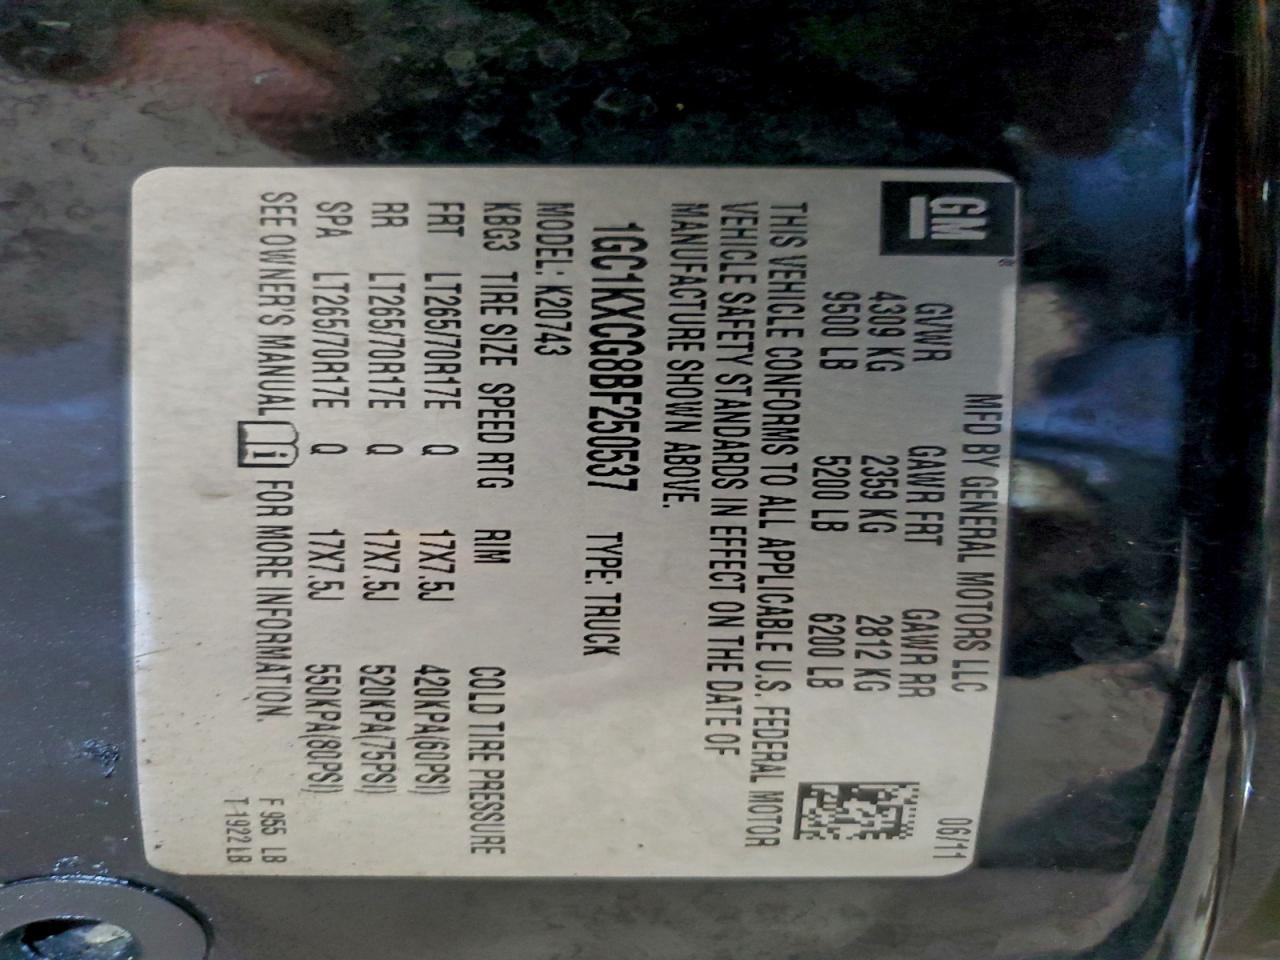 GM
MFD BY GENERAL MOTORS LLC 06/11
GVWR GAWR FRT GAWR RR
4309 KG 2359 KG 2812 KG
9500 LB 5200 LB 6200 LB
THIS VEHICLE CONFORMS TO ALL APPLICABLE U.S. FEDERAL MOTOR
VEHICLE SAFETY STANDARDS IN EFFECT ON THE DATE OF
MANUFACTURE SHOWN ABOVE.
1GC1KXCG8BF250537 TYPE: TRUCK
MODEL: K20743
KBG3 TIRE SIZE SPEED RTG RIM COLD TIRE PRESSURE
FRT LT265/70R17E Q 17X7.5J 420KPA(60PSI)
RR LT265/70R17E Q 17X7.5J 520KPA(75PSI)
SPA LT265/70R17E Q 17X7.5J 550KPA(80PSI)
SEE OWNER'S MANUAL i FOR MORE INFORMATION.
F 955 LB
T 1922 LB